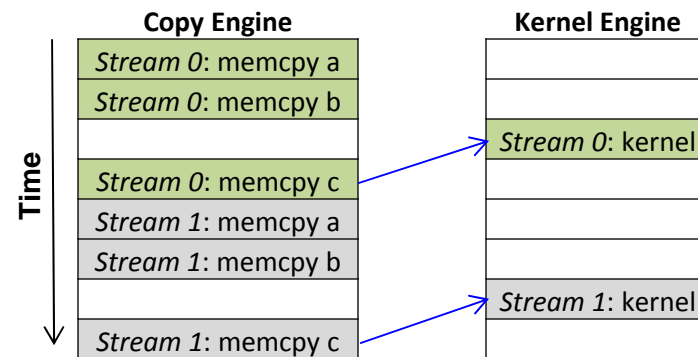 Copy Engine
Kernel Engine
Time
Stream 0: memcpy a
Stream 0: memcpy b
Stream 0: kernel
Stream 0: memcpy c
Stream 1: memcpy a
Stream 1: memcpy b
Stream 1: kernel
Stream 1: memcpy c